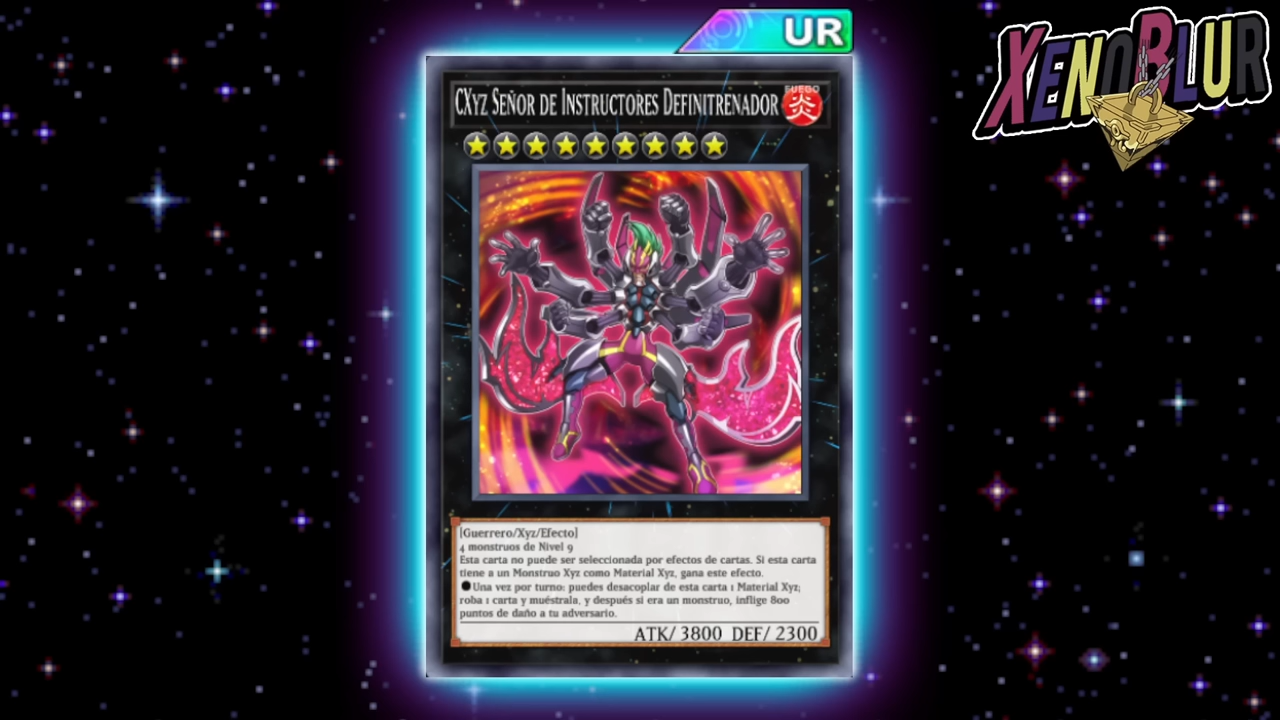 UR
XENOBLUR
CXyz Señor de Instructores Definitrenador
FUEGO
炎
[Guerrero/Xyz/Efecto]
4 monstruos de Nivel 9
Esta carta no puede ser seleccionada por efectos de cartas. Si esta carta
tiene a un Monstruo Xyz como Material Xyz, gana este efecto.
●Una vez por turno: puedes desacoplar de esta carta 1 Material Xyz;
roba 1 carta y muéstrala, y después si era un monstruo, inflige 800
puntos de daño a tu adversario.
ATK/ 3800 DEF/ 2300